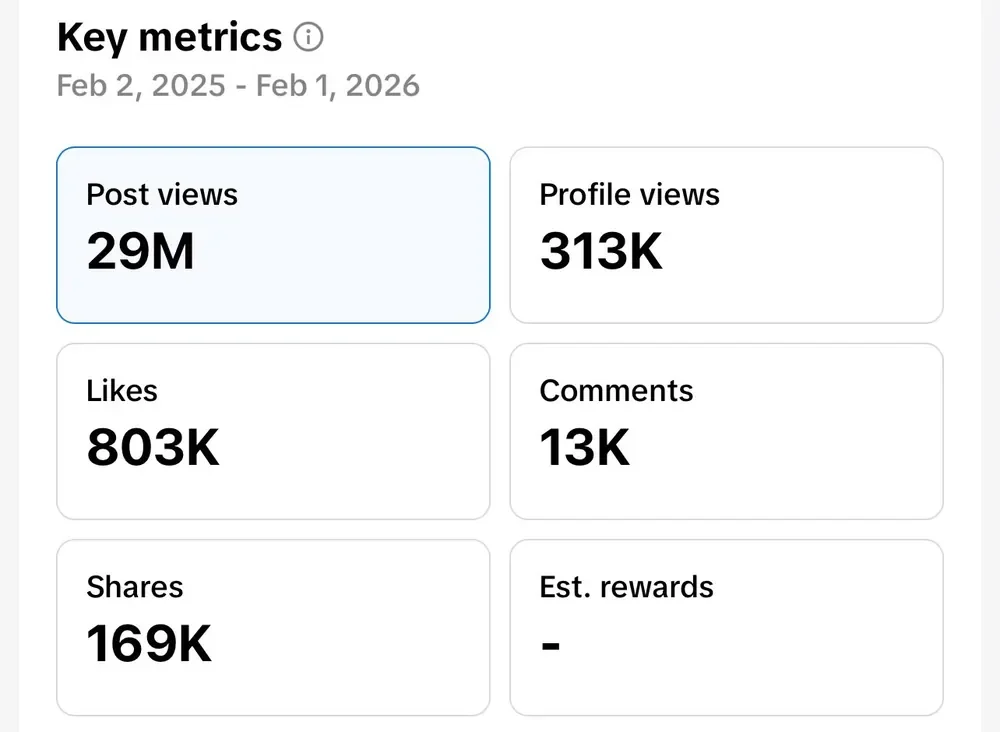 Key metrics
Feb 2, 2025 - Feb 1, 2026
Post views
29M
Profile views
313K
Likes
803K
Comments
13K
Shares
169K
Est. rewards
-